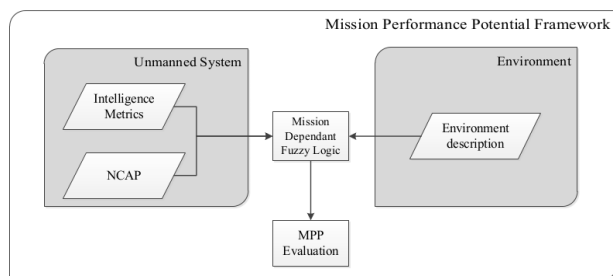 Mission Performance Potential Framework
Unmanned System
Intelligence
Metrics
NCAP
Mission
Dependant
Fuzzy Logic
MPP
Evaluation
Environment
Environment
description